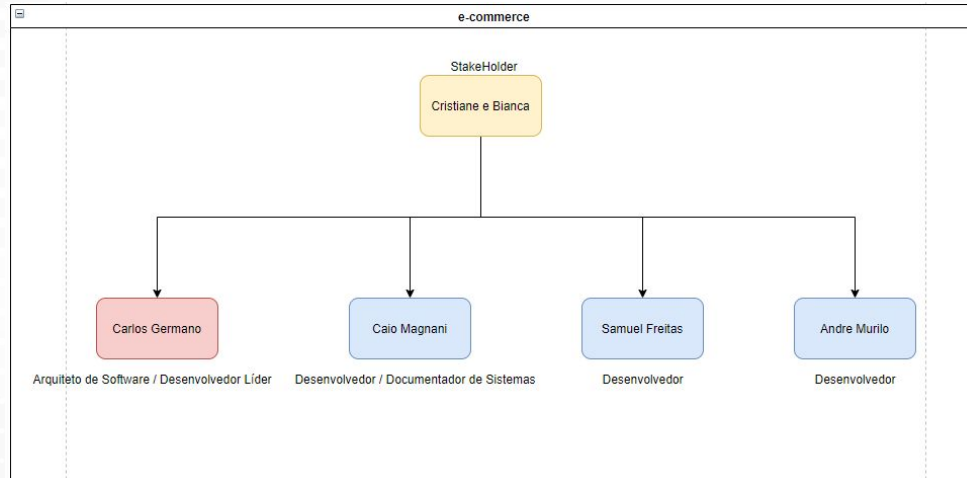 e-commerce
StakeHolder
Cristiane e Bianca
Carlos Germano
Caio Magnani
Samuel Freitas
Andre Murilo
Arquiteto de Software / Desenvolvedor Líder
Desenvolvedor / Documentador de Sistemas
Desenvolvedor
Desenvolvedor